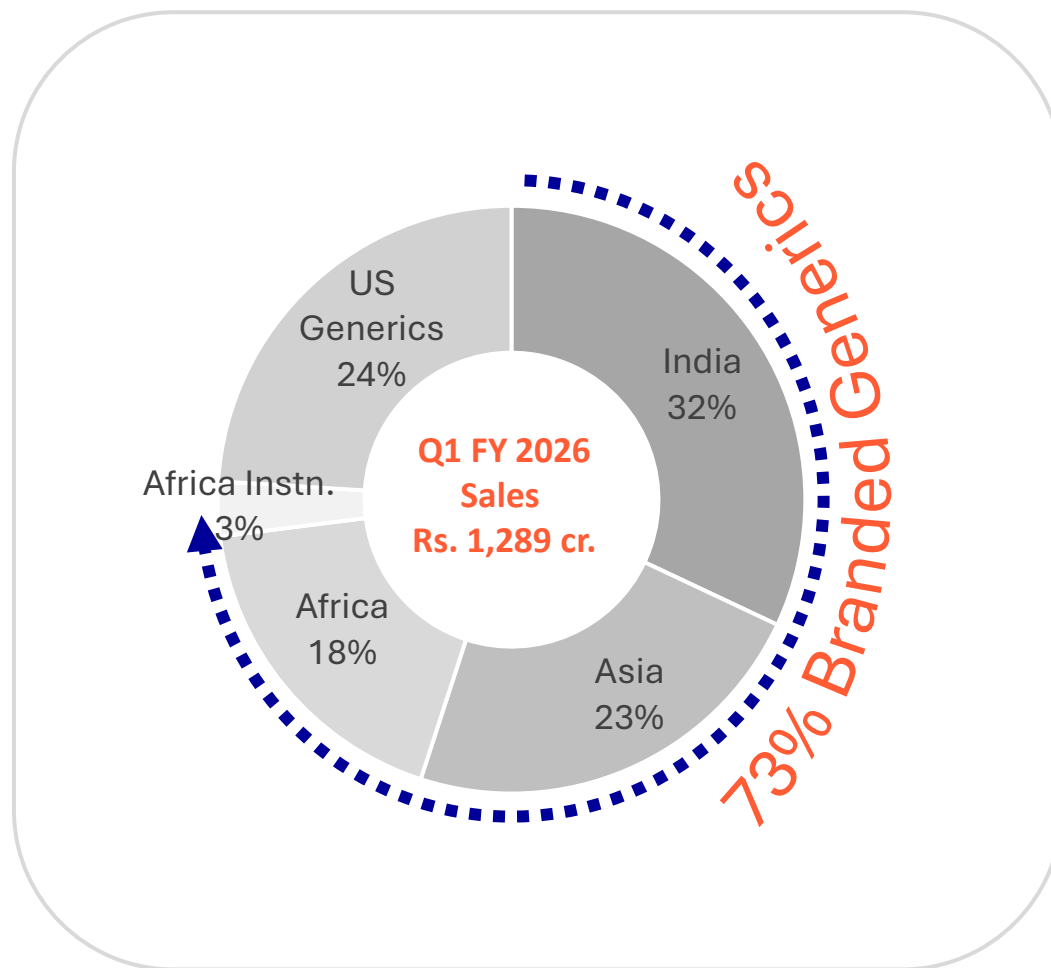 US
Generics
24%
India
32%
Africa Instn.
3%
Q1 FY 2026
Sales
Rs. 1,289 cr.
Africa
18%
Asia
23%
73% Branded Generics